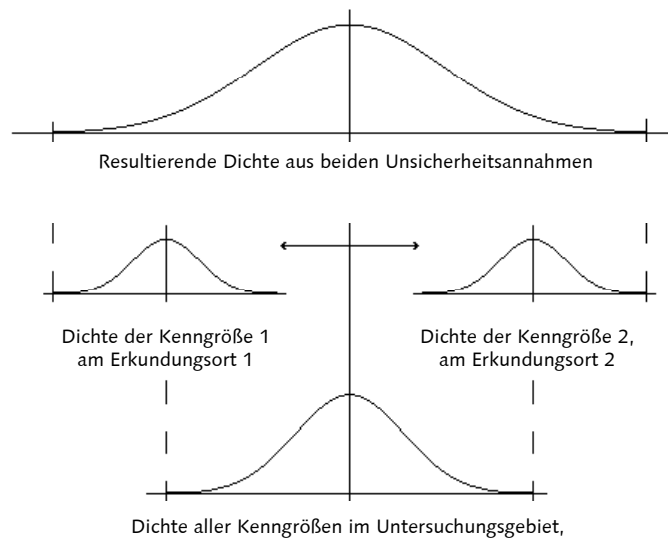 Resultierende Dichte aus beiden Unsicherheitsannahmen
Dichte der Kenngröße 1
am Erkundungsort 1
Dichte der Kenngröße 2,
am Erkundungsort 2
Dichte aller Kenngrößen im Untersuchungsgebiet,